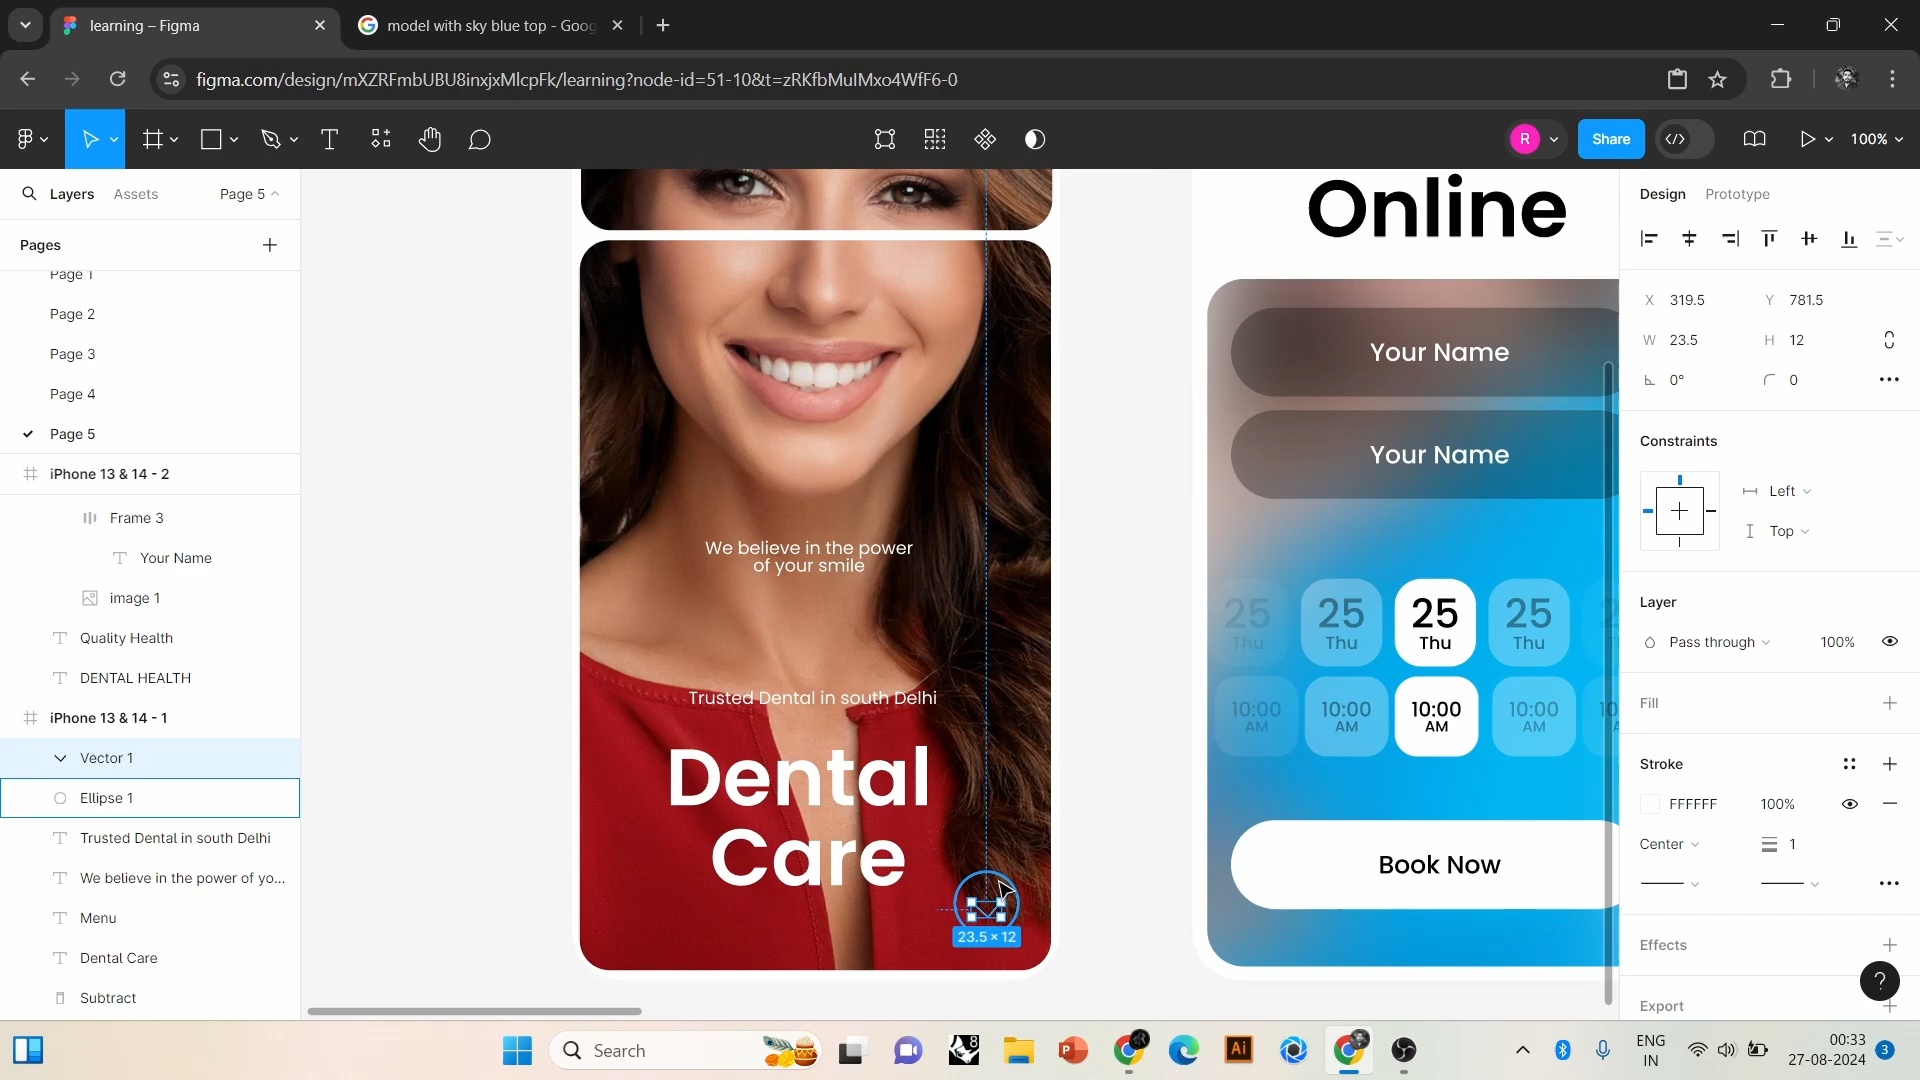 learning – Figma
model with sky blue top - Goog
figma.com/design/mXZRFmbUBU8inxjxMlcpFk/learning?node-id=51-10&t=zRKfbMuIMxo4WfF6-0
R
Share
100%
Layers
Assets
Page 5
Pages
Page 1
Page 2
Page 3
Page 4
Page 5
iPhone 13 & 14 - 2
Frame 3
Your Name
image 1
Quality Health
DENTAL HEALTH
iPhone 13 & 14 - 1
Vector 1
Ellipse 1
Trusted Dental in south Delhi
We believe in the power of yo...
Menu
Dental Care
Subtract
We believe in the power
of your smile
Trusted Dental in south Delhi
Dental
Care
23.5 × 12
Online
Your Name
Your Name
25 25 25 25 2
Thu Thu Thu Thu
10:00 10:00 10:00 10:00 10
AM AM AM AM A
Book Now
Design
Prototype
X 319.5 Y 781.5
W 23.5 H 12
0° 0
Constraints
Left
Top
Layer
Pass through 100%
Fill
Stroke
FFFFFF 100%
Center 1
Effects
Export
?
Search
8
P
Ai
ENG
IN
00:33
27-08-2024
3